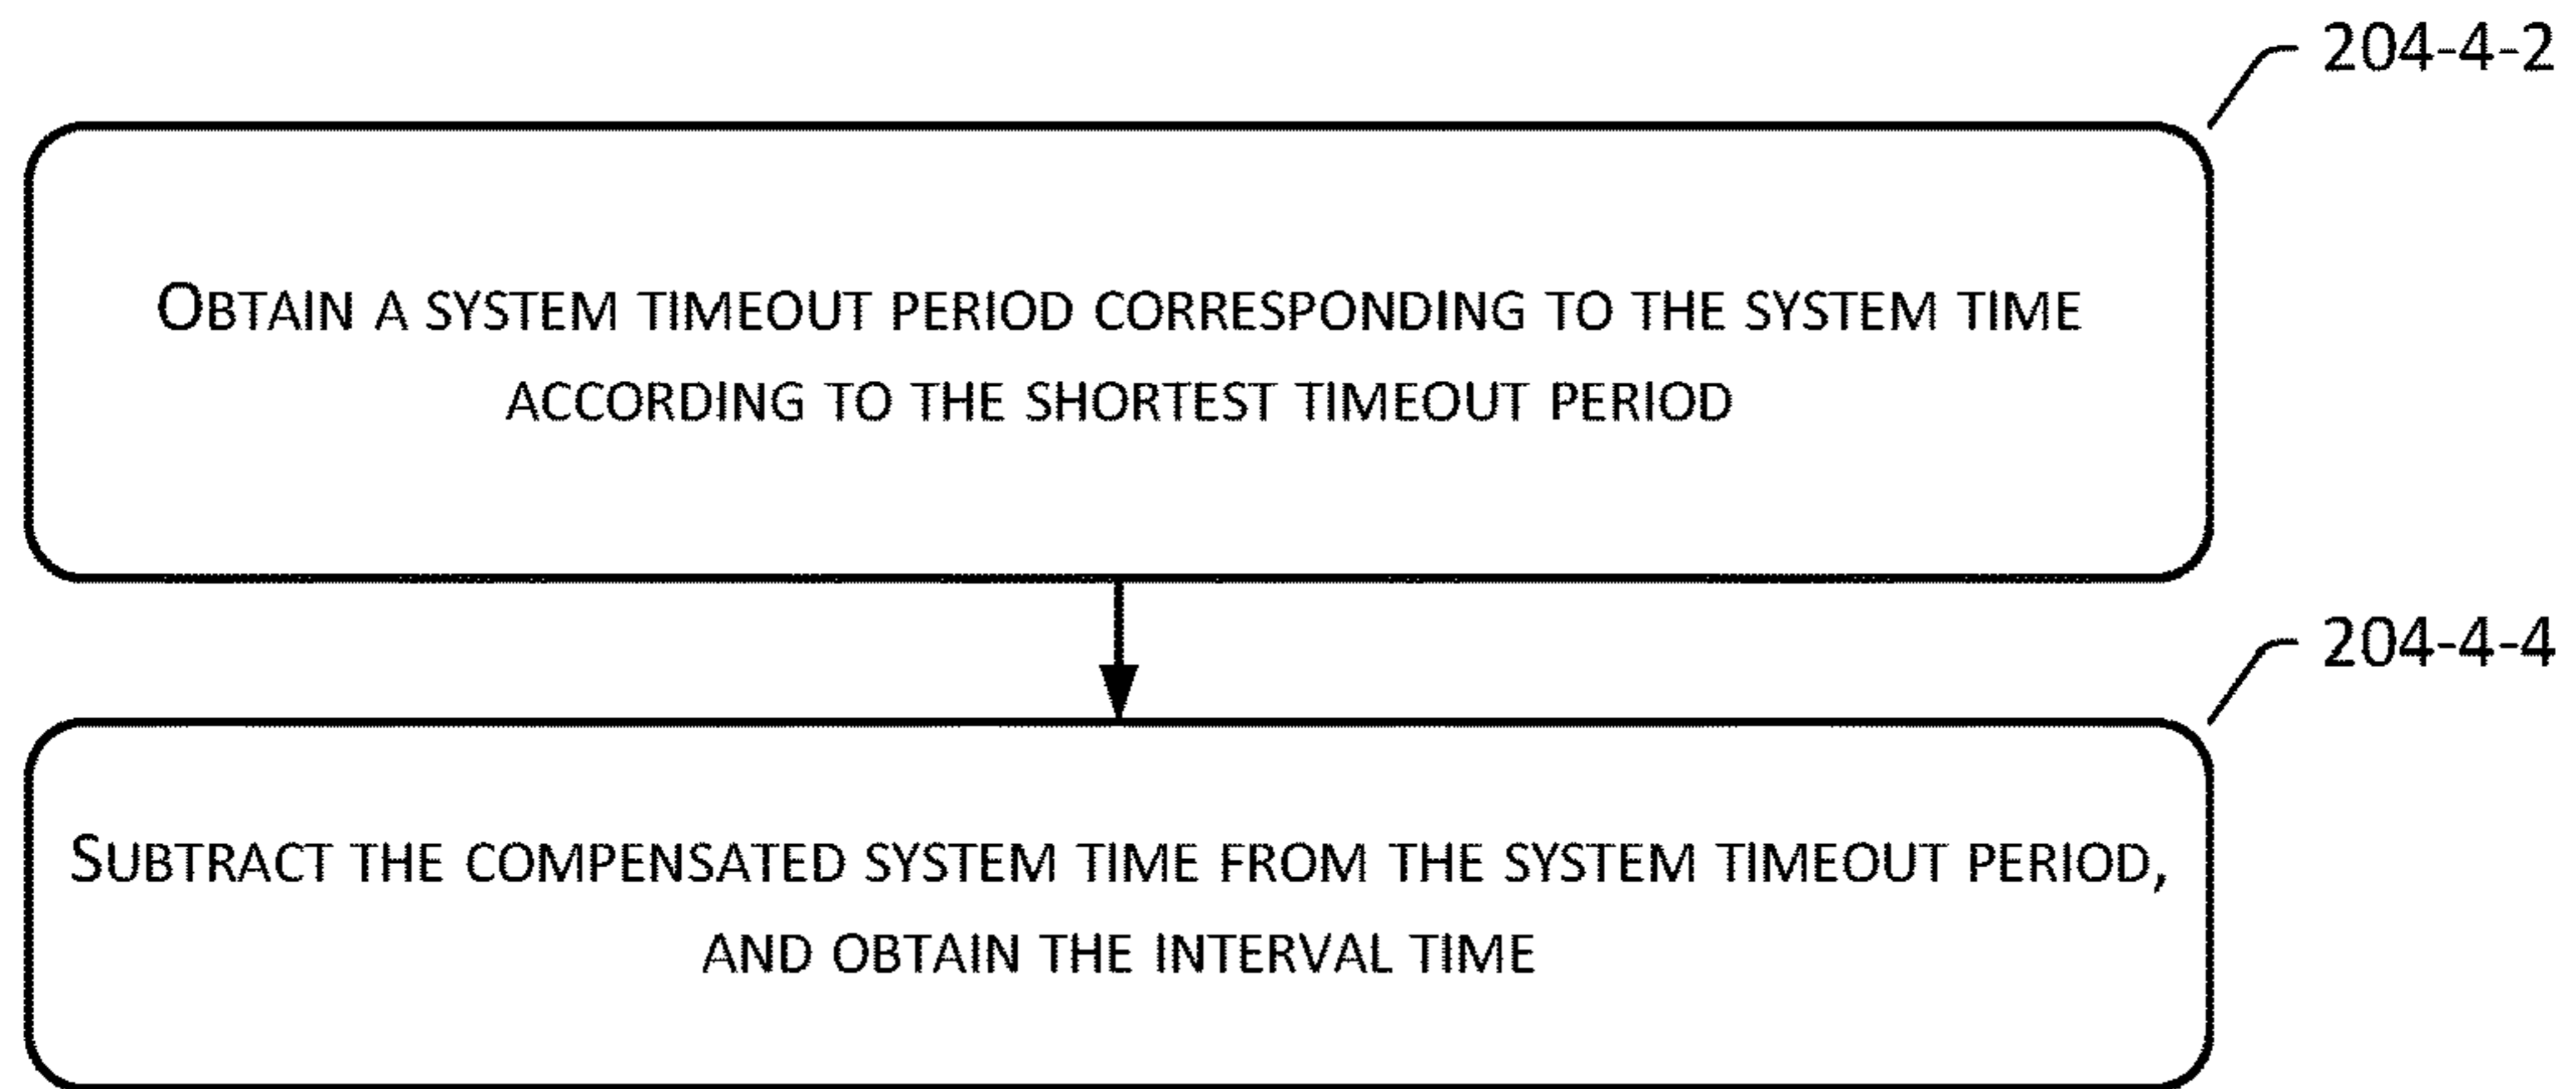 204-4-2
OBTAIN A SYSTEM TIMEOUT PERIOD CORRESPONDING TO THE SYSTEM TIME
ACCORDING TO THE SHORTEST TIMEOUT PERIOD
204-4-4
SUBTRACT THE COMPENSATED SYSTEM TIME FROM THE SYSTEM TIMEOUT PERIOD,
AND OBTAIN THE INTERVAL TIME